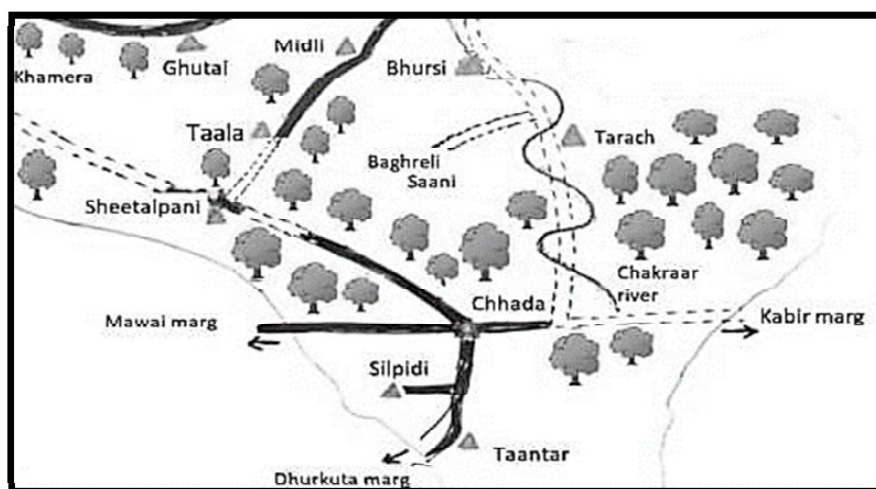 Midli
Khamera
Ghutai
Bhursi
Taala
Tarach
Baghreli
Saani
Sheetalpani
Chakraar
river
Chhada
Mawai marg
Kabir marg
Silpidi
Taantar
Dhurkuta marg